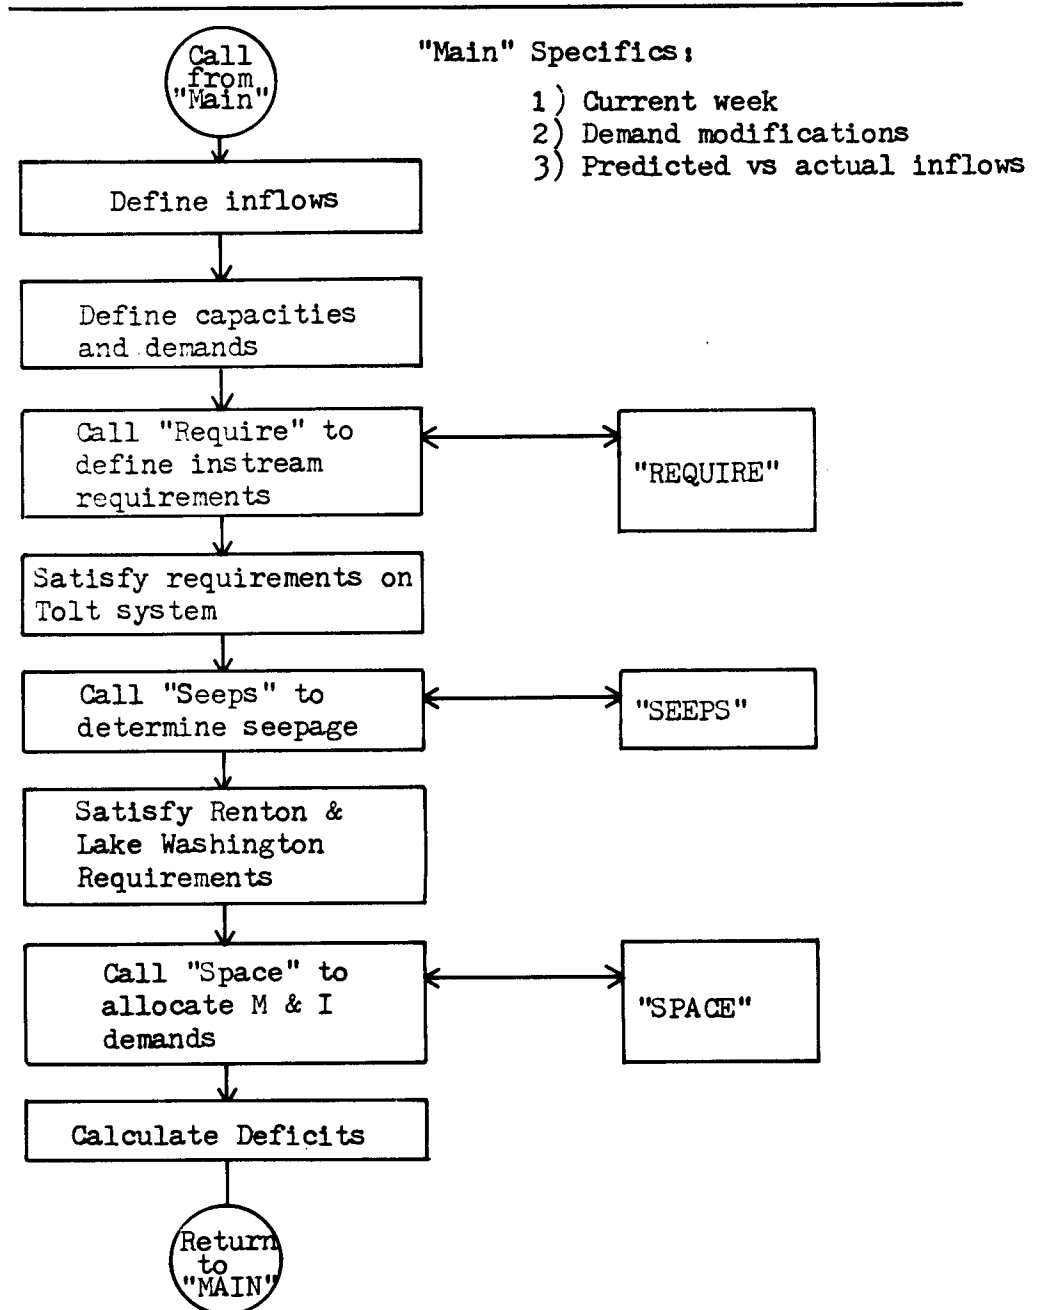 Call
from
"Main"
"Main" Specifics:
1) Current week
2) Demand modifications
3) Predicted vs actual inflows
Define inflows
Define capacities
and demands
Call "Require" to
define instream
requirements
"REQUIRE"
Satisfy requirements on
Tolt system
Call "Seeps" to
determine seepage
"SEEPS"
Satisfy Renton &
Lake Washington
Requirements
Call "Space" to
allocate M & I
demands
"SPACE"
Calculate Deficits
Return
to
"MAIN"